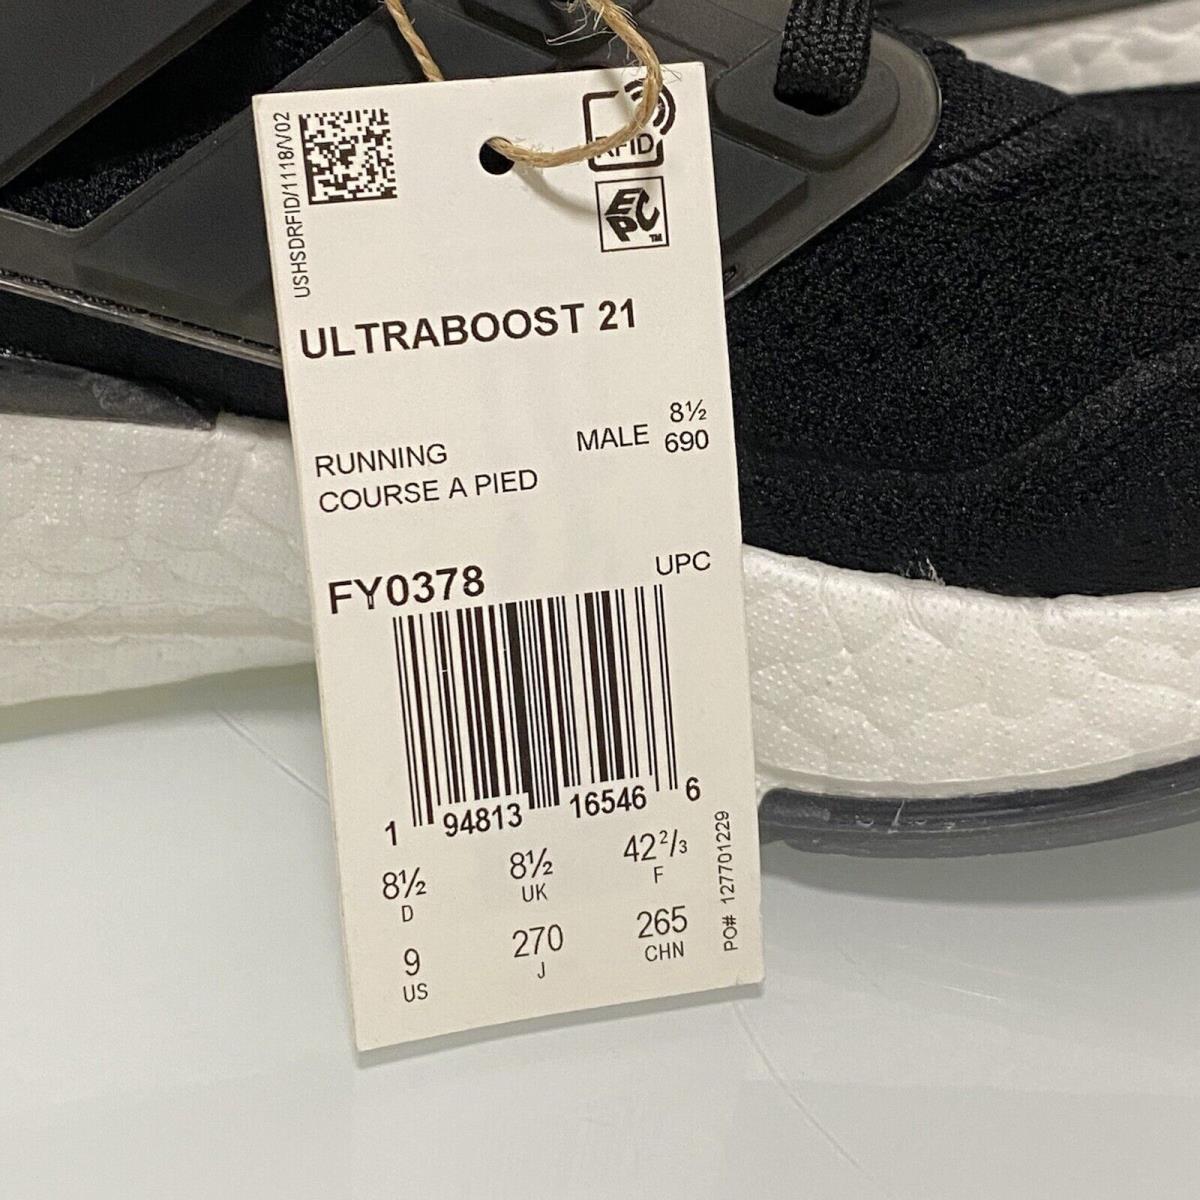 USHSDRFID/1118/V02
RFID
EPC™
ULTRABOOST 21
RUNNING
COURSE A PIED
MALE 8½
690
FY0378
UPC
1 94813 16546 6
8½ 8½ 42⅔
D UK F
9 270 265
US J CHN
PO# 127701229